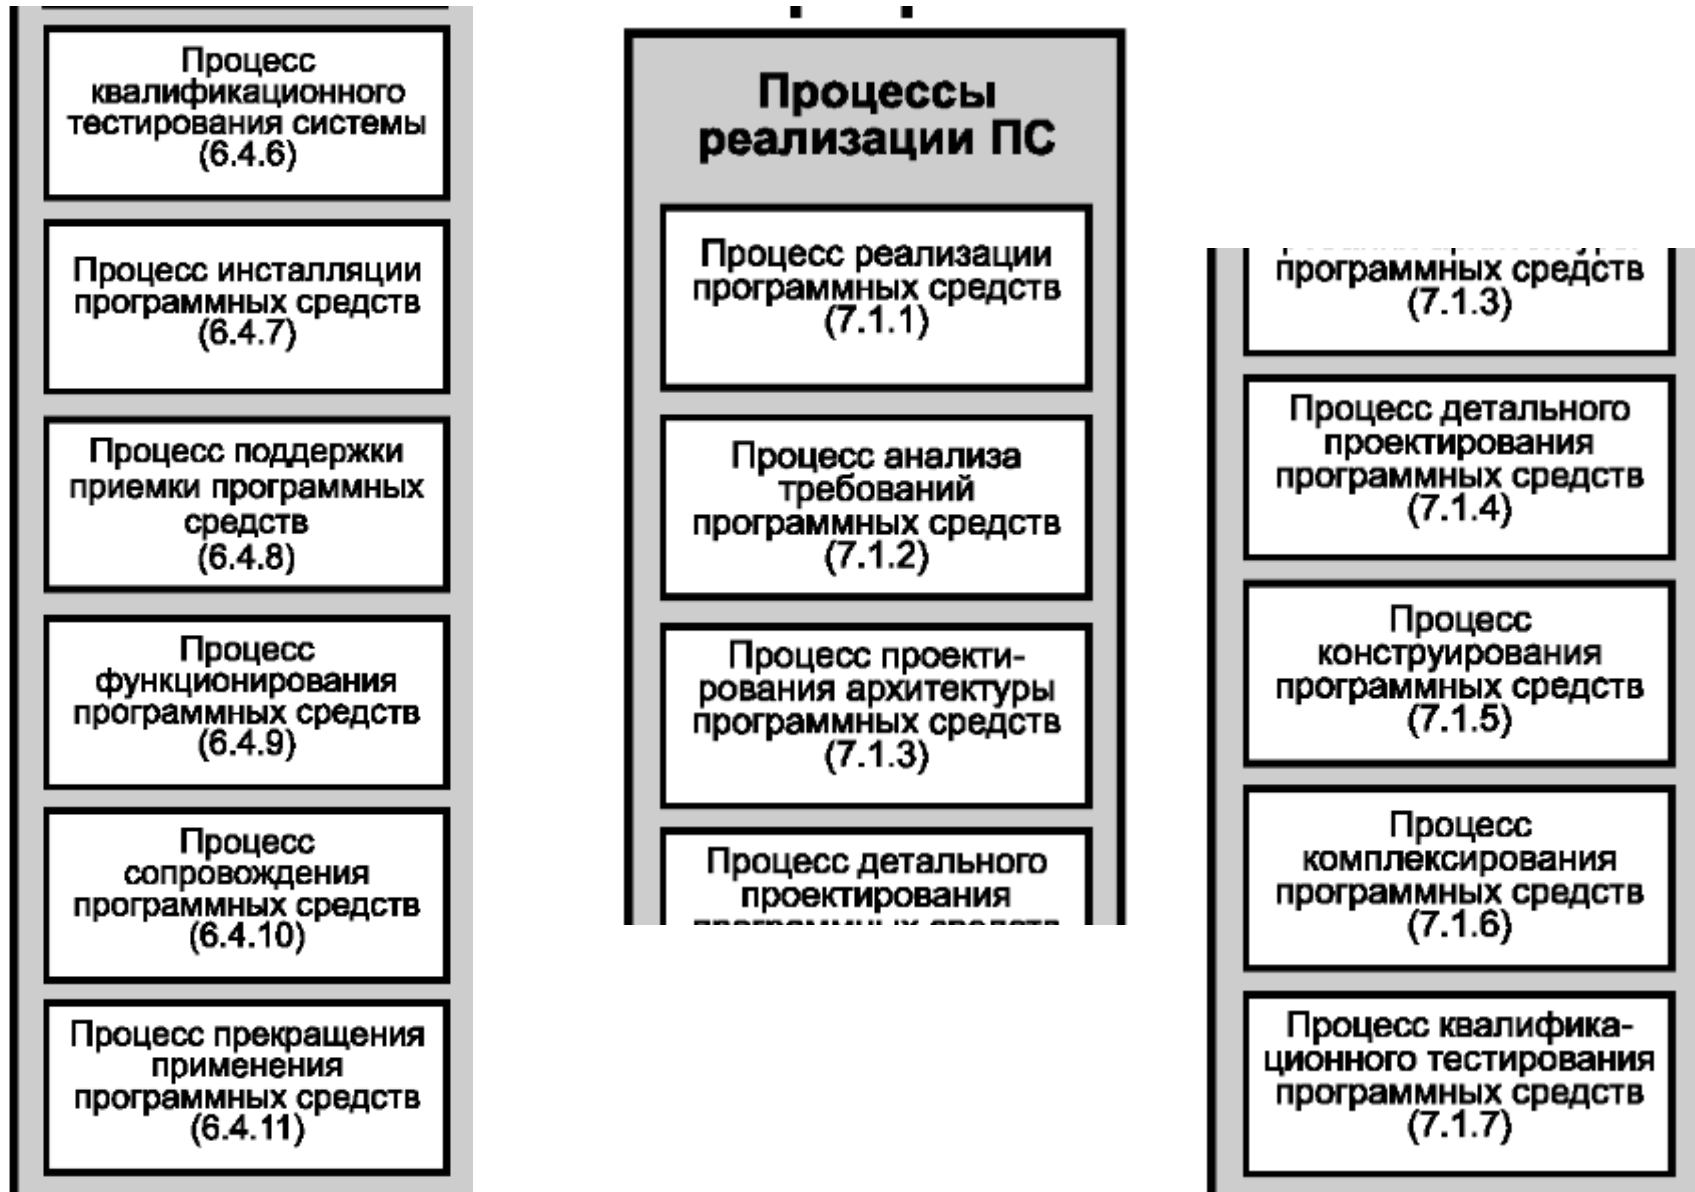 Процесс
квалификационного
тестирования системы
(6.4.6)
Процесс инсталляции
программных средств
(6.4.7)
Процесс поддержки
приемки программных
средств
(6.4.8)
Процесс
функционирования
программных средств
(6.4.9)
Процесс
сопровождения
программных средств
(6.4.10)
Процесс прекращения
применения
программных средств
(6.4.11)
Процессы
реализации ПС
Процесс реализации
программных средств
(7.1.1)
Процесс анализа
требований
программных средств
(7.1.2)
Процесс проекти-
рования архитектуры
программных средств
(7.1.3)
Процесс детального
проектирования
программных средств
(7.1.3)
Процесс детального
проектирования
программных средств
(7.1.4)
Процесс
конструирования
программных средств
(7.1.5)
Процесс
комплексирования
программных средств
(7.1.6)
Процесс квалифика-
ционного тестирования
программных средств
(7.1.7)